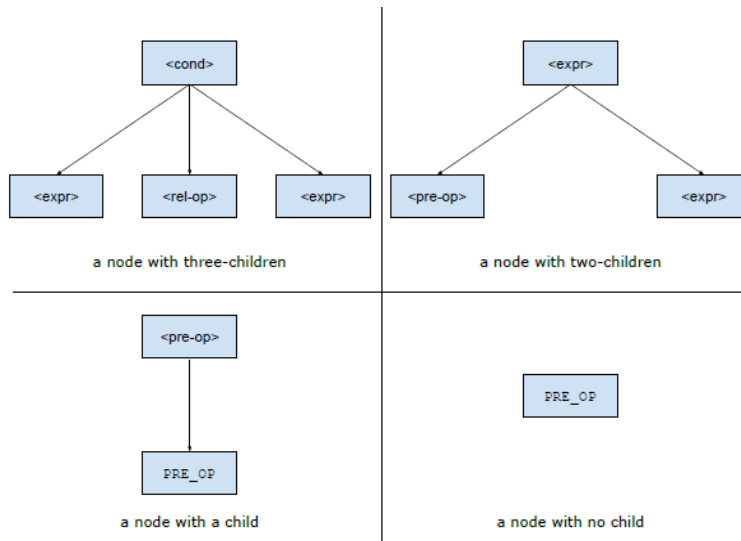 <cond>
<expr>
<rel-op>
<expr>
a node with three-children
<expr>
<pre-op>
<expr>
a node with two-children
<pre-op>
PRE_OP
a node with a child
PRE_OP
a node with no child